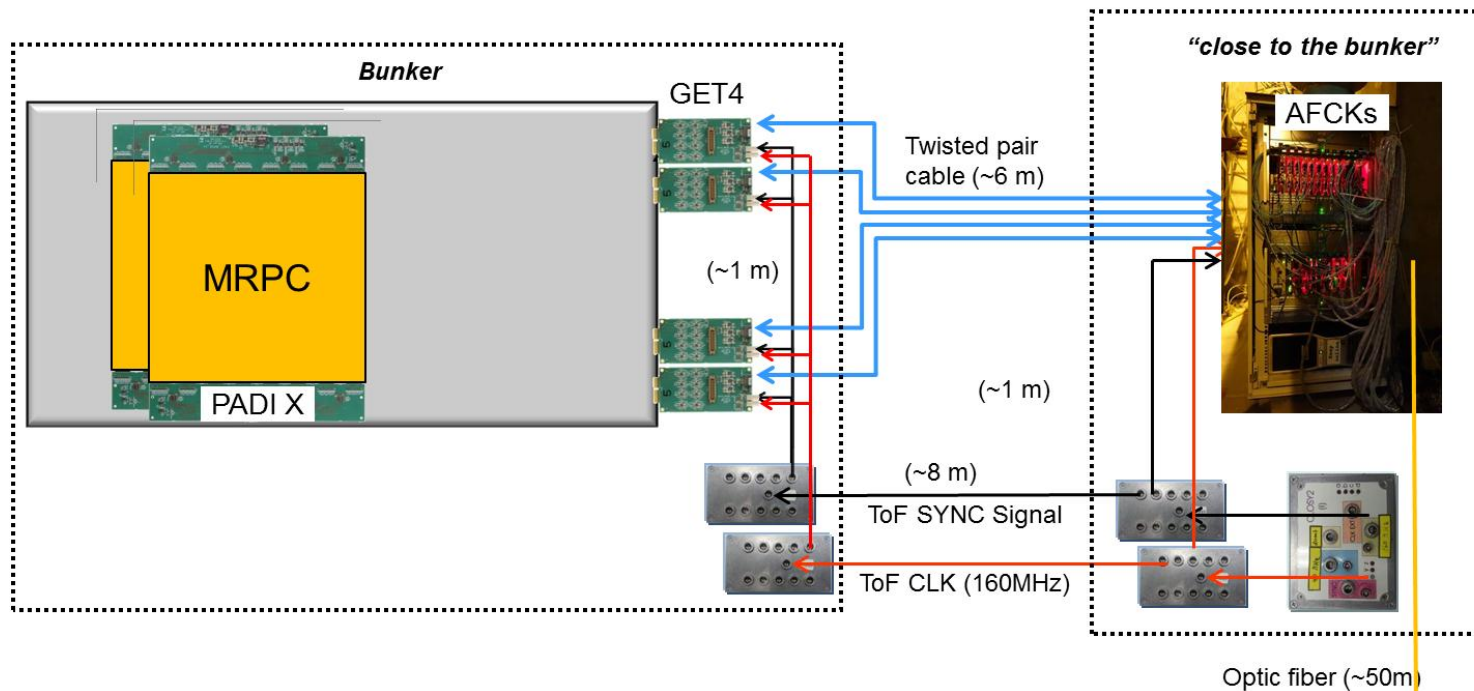 Bunker
"close to the bunker"
GET4
AFCKs
Twisted pair
cable (~6 m)
MRPC
(~1 m)
PADI X
(~1 m)
(~8 m)
ToF SYNC Signal
ToF CLK (160MHz)
CLOSY2
Optic fiber (~50m)